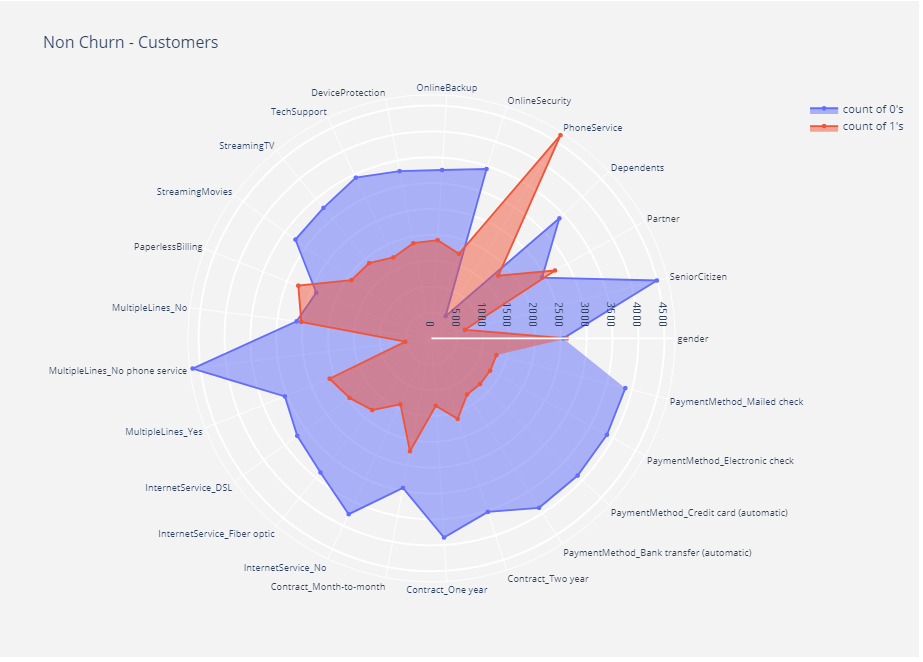 Non Churn - Customers
count of 0's
count of 1's
OnlineBackup
DeviceProtection
OnlineSecurity
TechSupport
PhoneService
StreamingTV
Dependents
StreamingMovies
Partner
PaperlessBilling
SeniorCitizen
MultipleLines_No
0
500
1000
1500
2000
2500
3000
3500
4000
4500
gender
MultipleLines_No phone service
PaymentMethod_Mailed check
MultipleLines_Yes
PaymentMethod_Electronic check
InternetService_DSL
PaymentMethod_Credit card (automatic)
InternetService_Fiber optic
PaymentMethod_Bank transfer (automatic)
InternetService_No
Contract_Two year
Contract_Month-to-month
Contract_One year